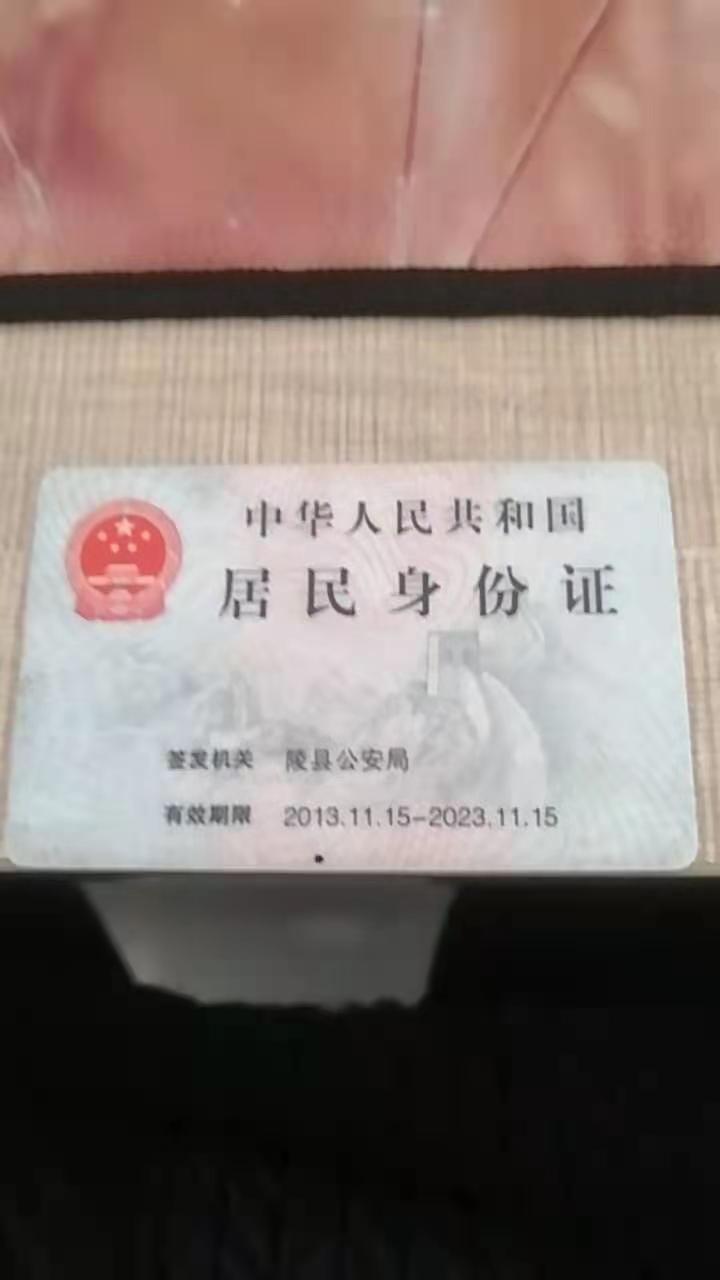 中华人民共和国
居民身份证
签发机关 陵县公安局
有效期限 2013.11.15-2023.11.15